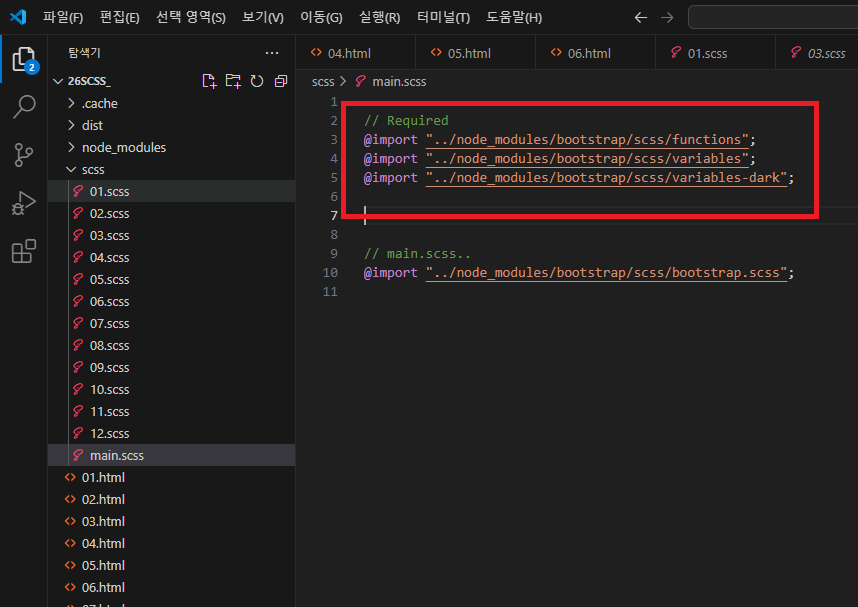 파일(F) 편집(E) 선택 영역(S) 보기(V) 이동(G) 실행(R) 터미널(T) 도움말(H)
2
탐색기
26SCSS_
.cache
dist
node_modules
scss
01.scss
02.scss
03.scss
04.scss
05.scss
06.scss
07.scss
08.scss
09.scss
10.scss
11.scss
12.scss
main.scss
01.html
02.html
03.html
04.html
05.html
06.html
04.html 05.html 06.html 01.scss 03.scss
scss > main.scss
1
2 // Required
3 @import "../node_modules/bootstrap/scss/functions";
4 @import "../node_modules/bootstrap/scss/variables";
5 @import "../node_modules/bootstrap/scss/variables-dark";
6
7
8
9 // main.scss..
10 @import "../node_modules/bootstrap/scss/bootstrap.scss";
11